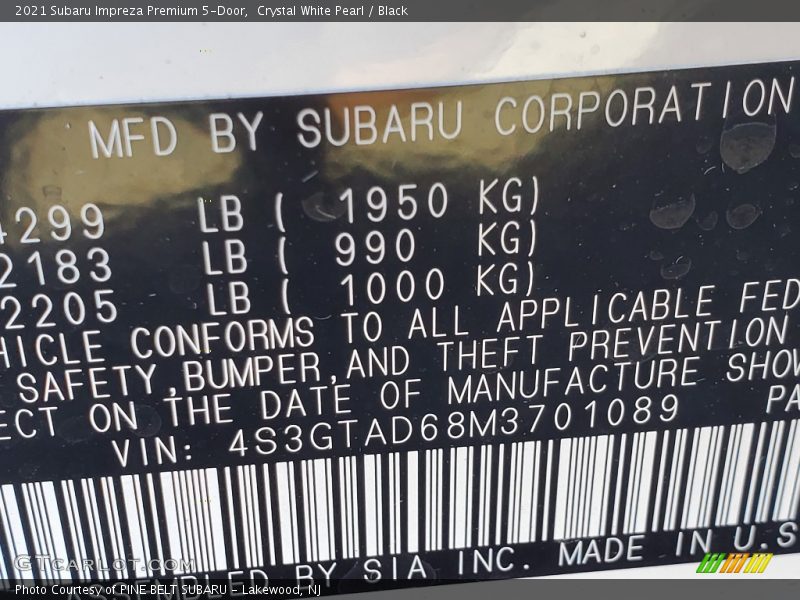 2021 Subaru Impreza Premium 5-Door, Crystal White Pearl / Black
MFD BY SUBARU CORPORATION
4299 LB ( 1950 KG)
2183 LB ( 990 KG)
2205 LB ( 1000 KG)
HICLE CONFORMS TO ALL APPLICABLE FED
SAFETY,BUMPER,AND THEFT PREVENTION
ECT ON THE DATE OF MANUFACTURE SHOW
VIN: 4S3GTAD68M3701089 PA
ASSEMBLED BY SIA INC. MADE IN U.S
GTcarlot.com
Photo Courtesy of PINE BELT SUBARU - Lakewood, NJ